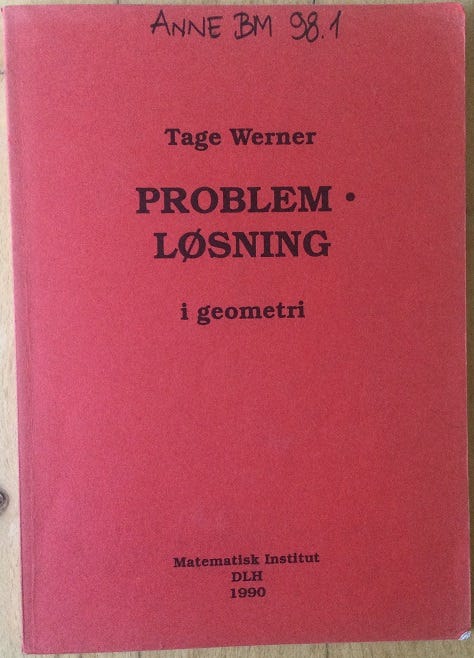 ANNE BM 98.1
Tage Werner
PROBLEM •
LØSNING
i geometri
Matematisk Institut
DLH
1990